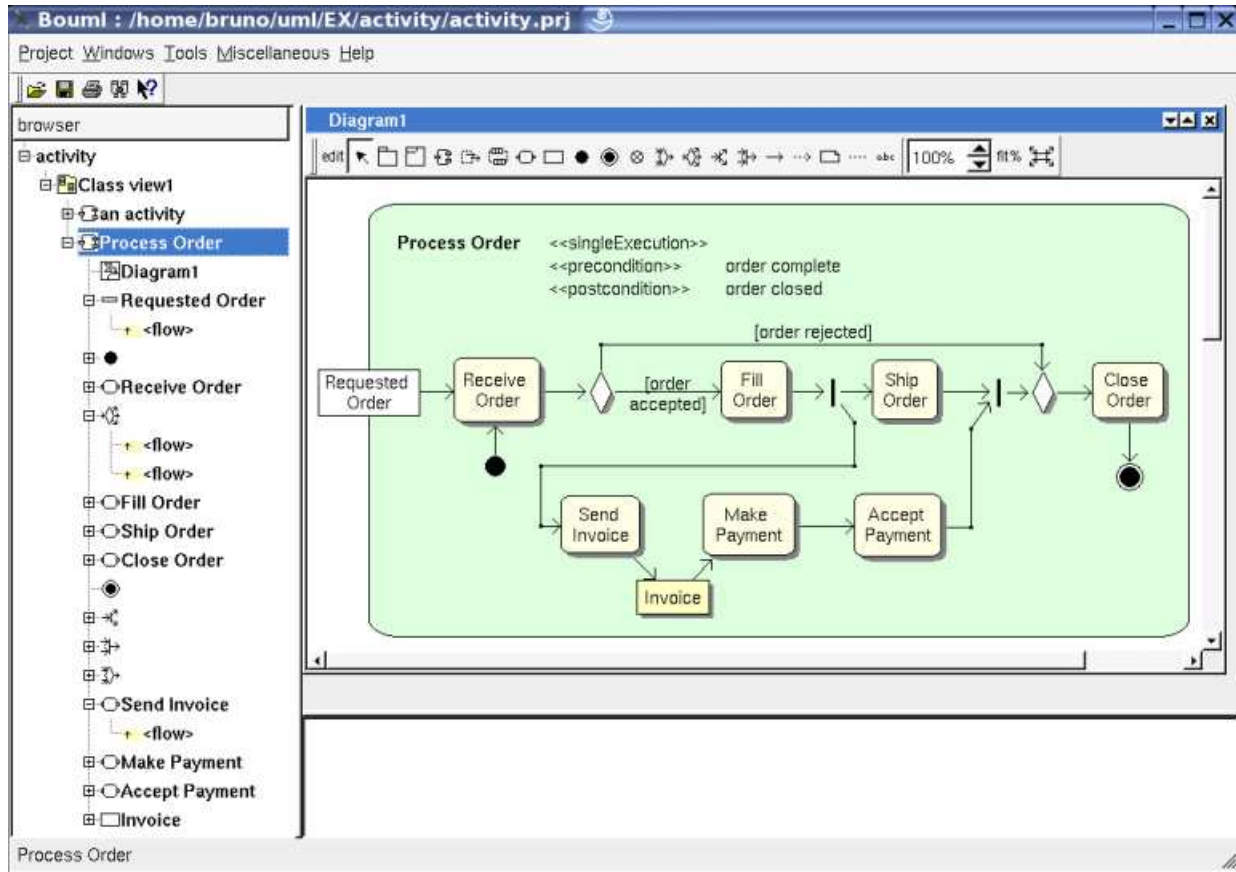 Bouml : /home/bruno/uml/EX/activity/activity.prj
Project Windows Tools Miscellaneous Help
browser
activity
Class view1
an activity
Process Order
Diagram1
Requested Order
<flow>
Receive Order
<flow>
<flow>
Fill Order
Ship Order
Close Order
Send Invoice
<flow>
Make Payment
Accept Payment
Invoice
Diagram1
edit abc 100% fit%
Process Order <<singleExecution>>
<<precondition>> order complete
<<postcondition>> order closed
[order rejected]
Requested
Order
Receive
Order
[order
accepted]
Fill
Order
Ship
Order
Close
Order
Send
Invoice
Make
Payment
Accept
Payment
Invoice
Process Order